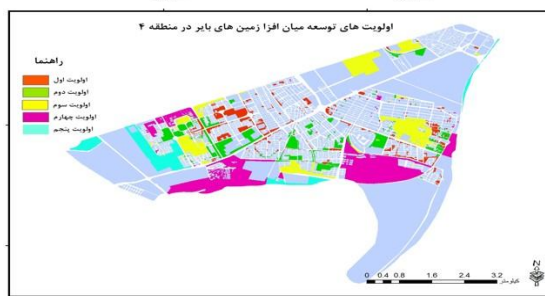 اولویت های توسعه میان افزا زمین های بایر در منطقه ۴
راهنما
اولویت اول
اولویت دوم
اولویت سوم
اولویت چهارم
اولویت پنجم
N
0 0.4 0.8 1.6 2.4 3.2
کیلومتر